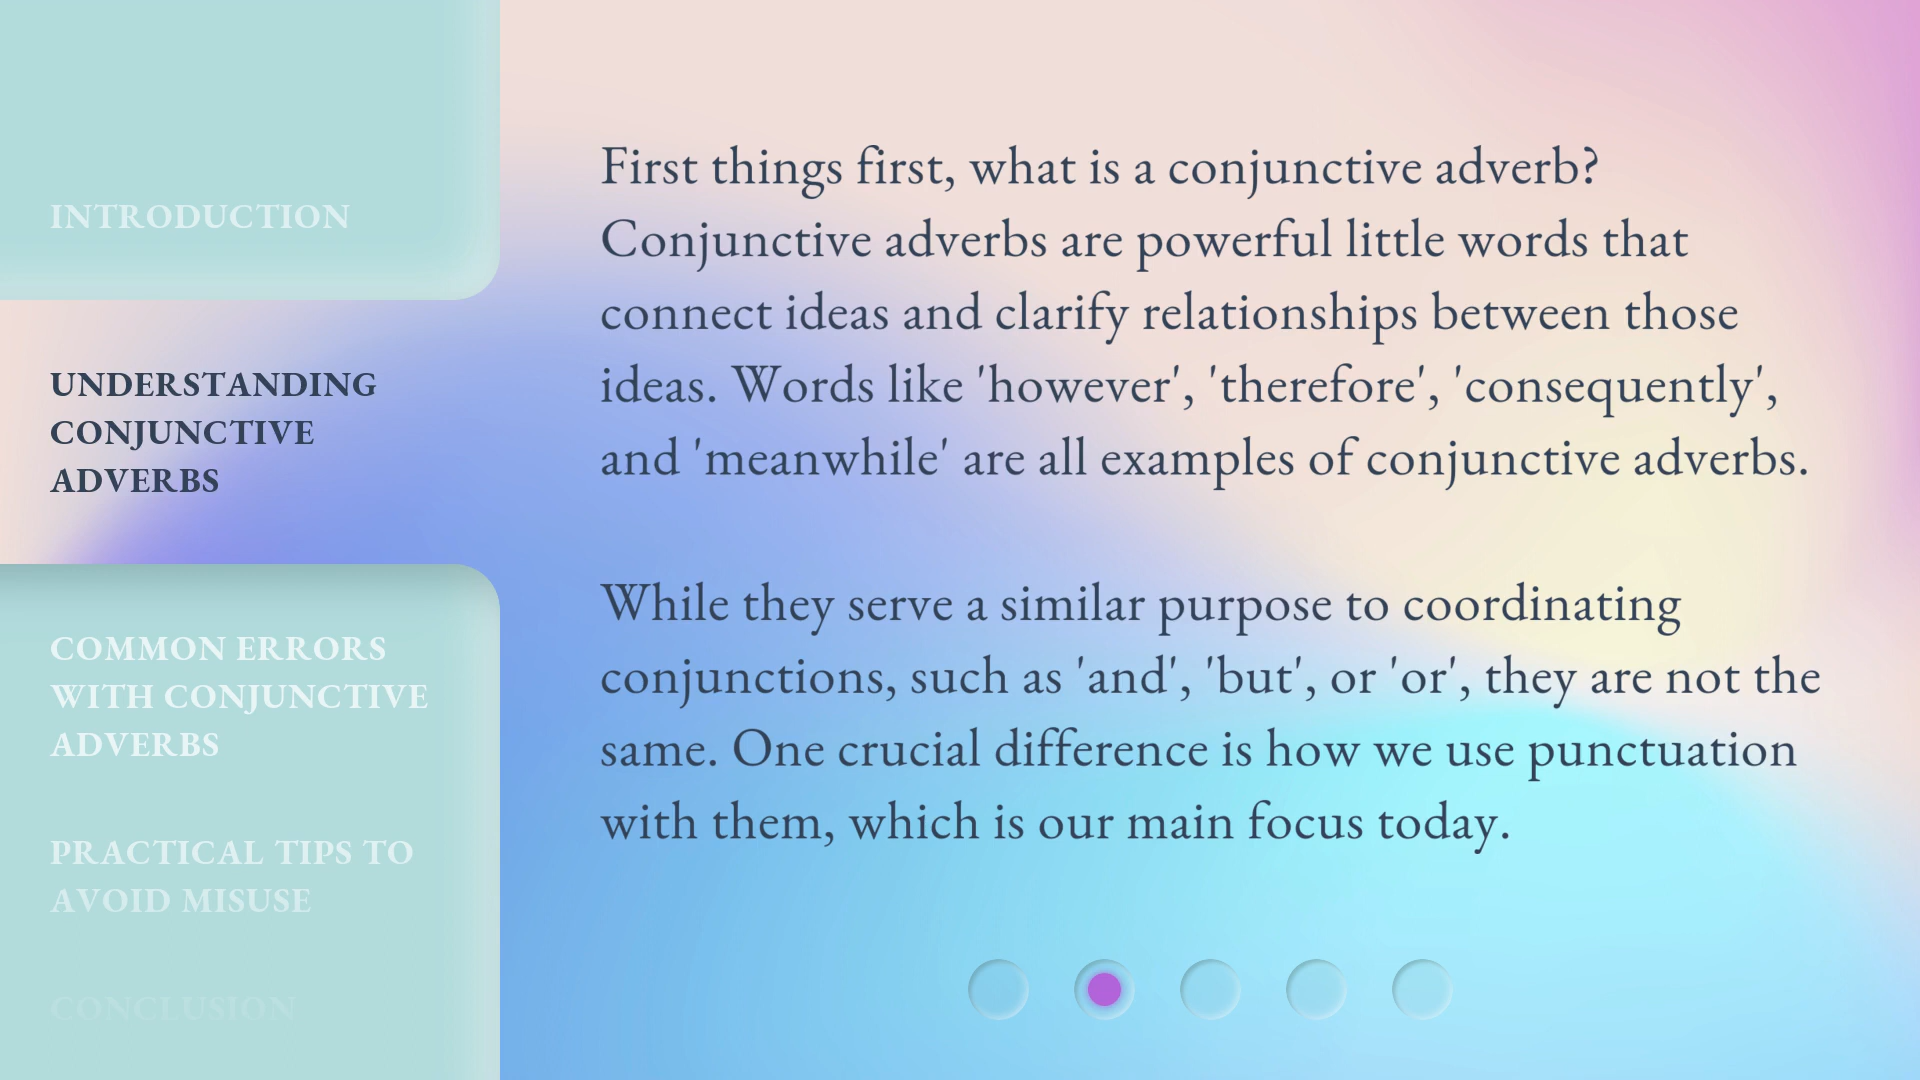 INTRODUCTION
UNDERSTANDING
CONJUNCTIVE
ADVERBS
COMMON ERRORS
WITH CONJUNCTIVE
ADVERBS
PRACTICAL TIPS TO
AVOID MISUSE
CONCLUSION
First things first, what is a conjunctive adverb?
Conjunctive adverbs are powerful little words that
connect ideas and clarify relationships between those
ideas. Words like 'however', 'therefore', 'consequently',
and 'meanwhile' are all examples of conjunctive adverbs.
While they serve a similar purpose to coordinating
conjunctions, such as 'and', 'but', or 'or', they are not the
same. One crucial difference is how we use punctuation
with them, which is our main focus today.